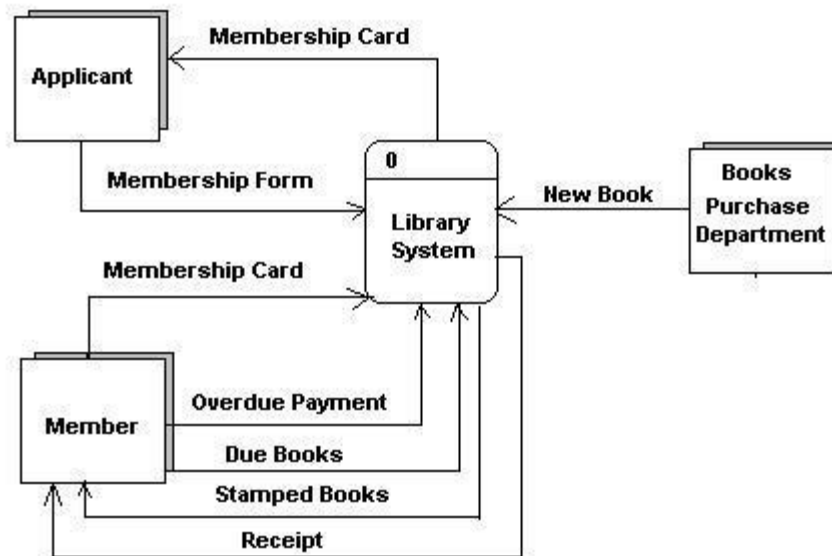 Membership Card
Applicant
0
Membership Form
Library
System
New Book
Books
Purchase
Department
Membership Card
Member
Overdue Payment
Due Books
Stamped Books
Receipt